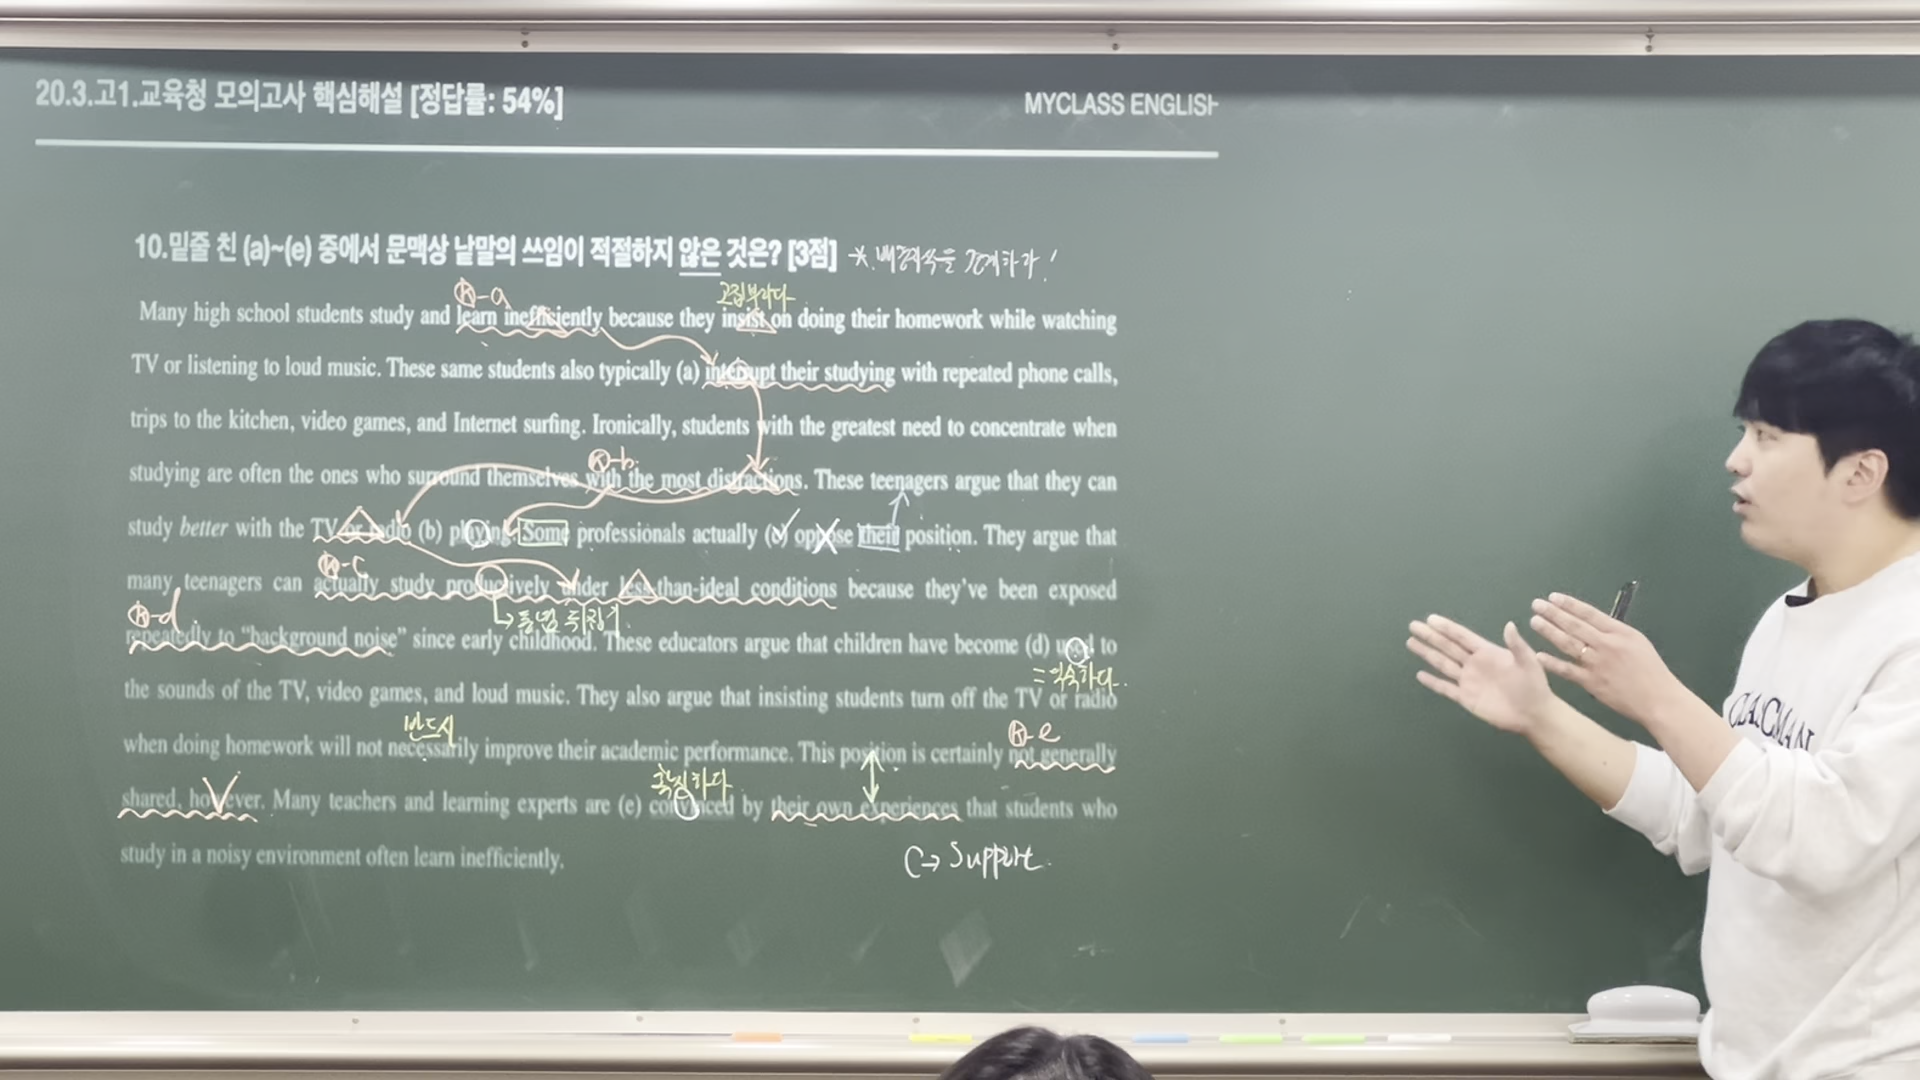 20.3.고1.교육청 모의고사 핵심해설 [정답률: 54%]
MYCLASS ENGLISH
10.밑줄 친 (a)~(e) 중에서 문맥상 낱말의 쓰임이 적절하지 않은 것은? [3점]
Ⓚ-a
고집부리다
Many high school students study and learn inefficiently because they insist on doing their homework while watching
TV or listening to loud music. These same students also typically (a) interrupt their studying with repeated phone calls,
trips to the kitchen, video games, and Internet surfing. Ironically, students with the greatest need to concentrate when
Ⓚ-b
studying are often the ones who surround themselves with the most distractions. These teenagers argue that they can
study better with the TV or radio (b) playing. Some professionals actually (c) oppose their position. They argue that
Ⓚ-c
many teenagers can actually study productively under less-than-ideal conditions because they've been exposed
Ⓚ-d
repeatedly to "background noise" since early childhood. These educators argue that children have become (d) used to
=익숙하다.
the sounds of the TV, video games, and loud music. They also argue that insisting students turn off the TV or radio
반드시
Ⓚ-e
when doing homework will not necessarily improve their academic performance. This position is certainly not generally
확신하다
shared, however. Many teachers and learning experts are (e) convinced by their own experiences that students who
study in a noisy environment often learn inefficiently.
C→ Support.
CLASCMAN